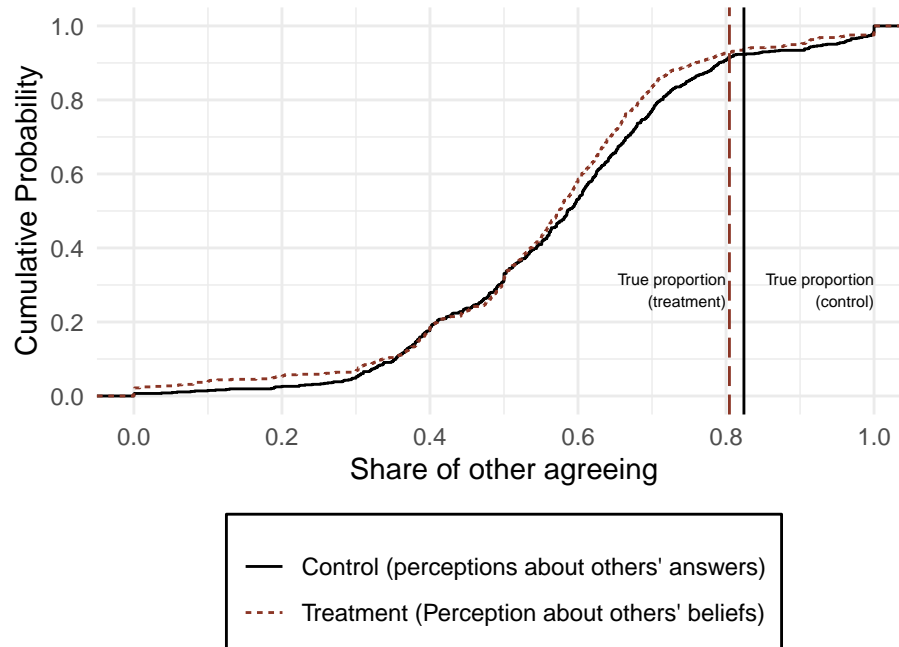 1.0
0.8
0.6
0.4
0.2
0.0
Cumulative Probability
True proportion
(treatment)
True proportion
(control)
0.0 0.2 0.4 0.6 0.8 1.0
Share of other agreeing
Control (perceptions about others' answers)
Treatment (Perception about others' beliefs)